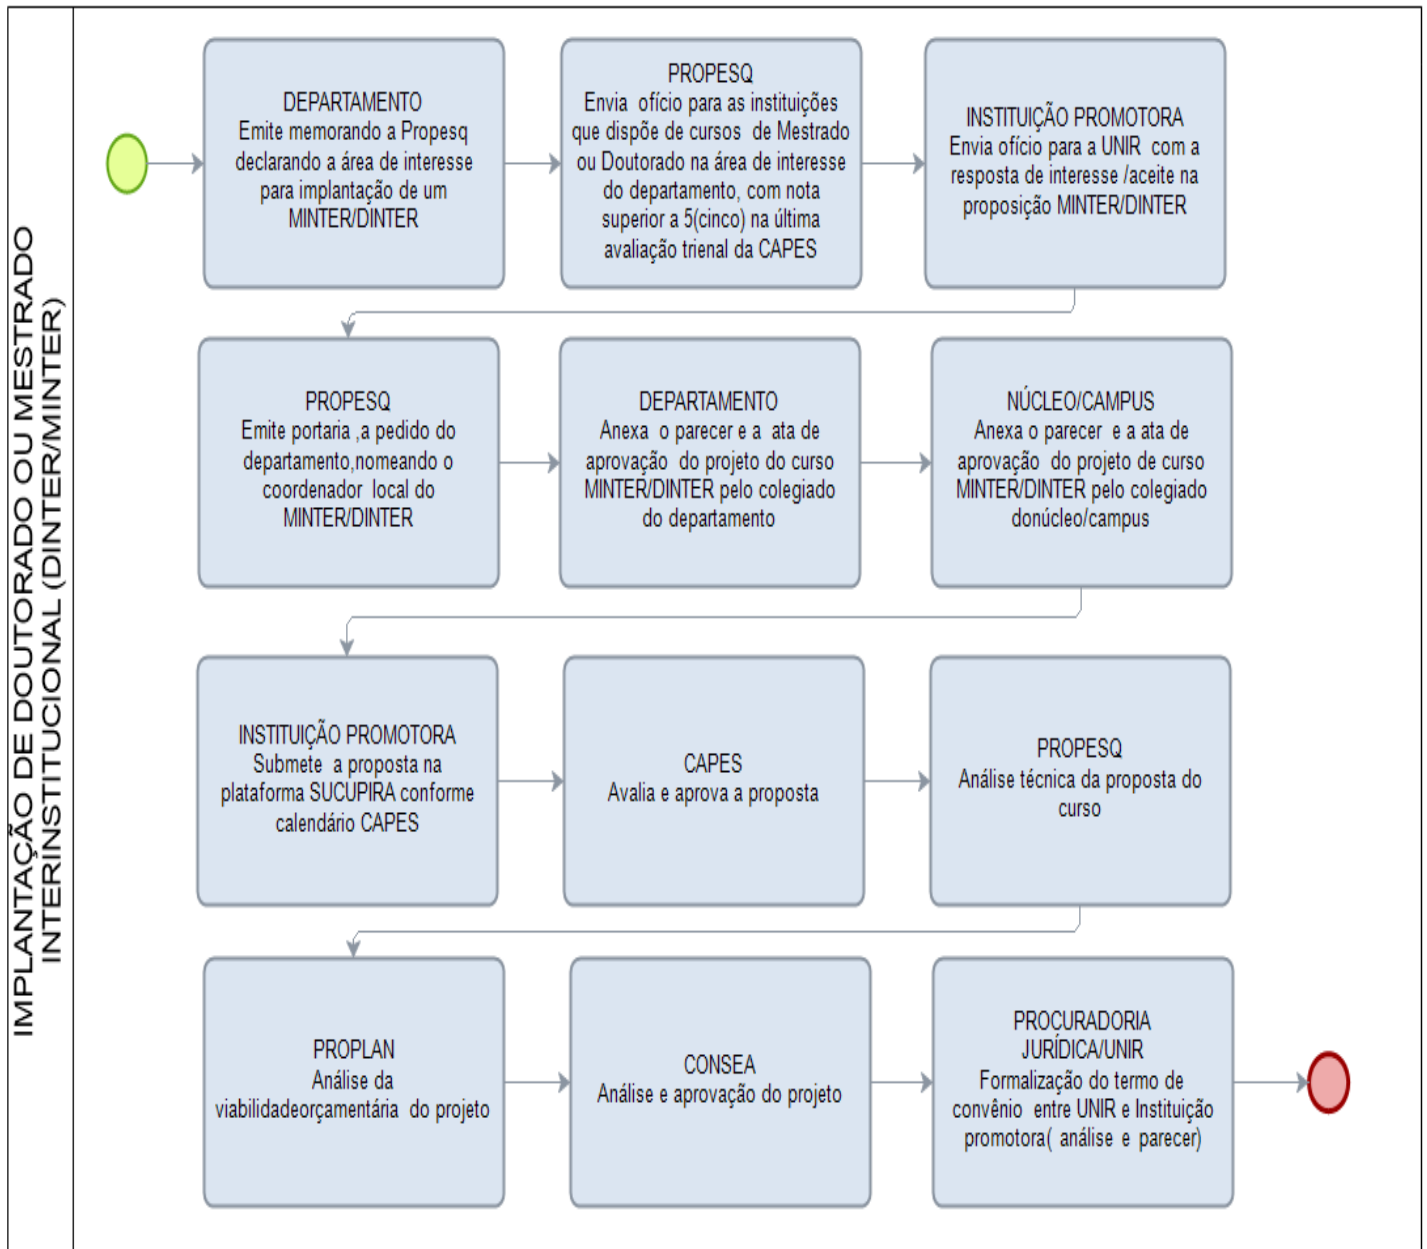 IMPLANTAÇÃO DE DOUTORADO OU MESTRADO
INTERINSTITUCIONAL (DINTER/MINTER)
DEPARTAMENTO
Emite memorando a Propesq
declarando a área de interesse
para implantação de um
MINTER/DINTER
PROPESQ
Envia ofício para as instituições
que dispõe de cursos de Mestrado
ou Doutorado na área de interesse
do departamento, com nota
superior a 5(cinco) na última
avaliação trienal da CAPES
INSTITUIÇÃO PROMOTORA
Envia ofício para a UNIR com a
resposta de interesse /aceite na
proposição MINTER/DINTER
PROPESQ
Emite portaria ,a pedido do
departamento,nomeando o
coordenador local do
MINTER/DINTER
DEPARTAMENTO
Anexa o parecer e a ata de
aprovação do projeto do curso
MINTER/DINTER pelo colegiado
do departamento
NÚCLEO/CAMPUS
Anexa o parecer e a ata de
aprovação do projeto de curso
MINTER/DINTER pelo colegiado
donúcleo/campus
INSTITUIÇÃO PROMOTORA
Submete a proposta na
plataforma SUCUPIRA conforme
calendário CAPES
CAPES
Avalia e aprova a proposta
PROPESQ
Análise técnica da proposta do
curso
PROPLAN
Análise da
viabilidadeorçamentária do projeto
CONSEA
Análise e aprovação do projeto
PROCURADORIA
JURÍDICA/UNIR
Formalização do termo de
convênio entre UNIR e Instituição
promotora( análise e parecer)